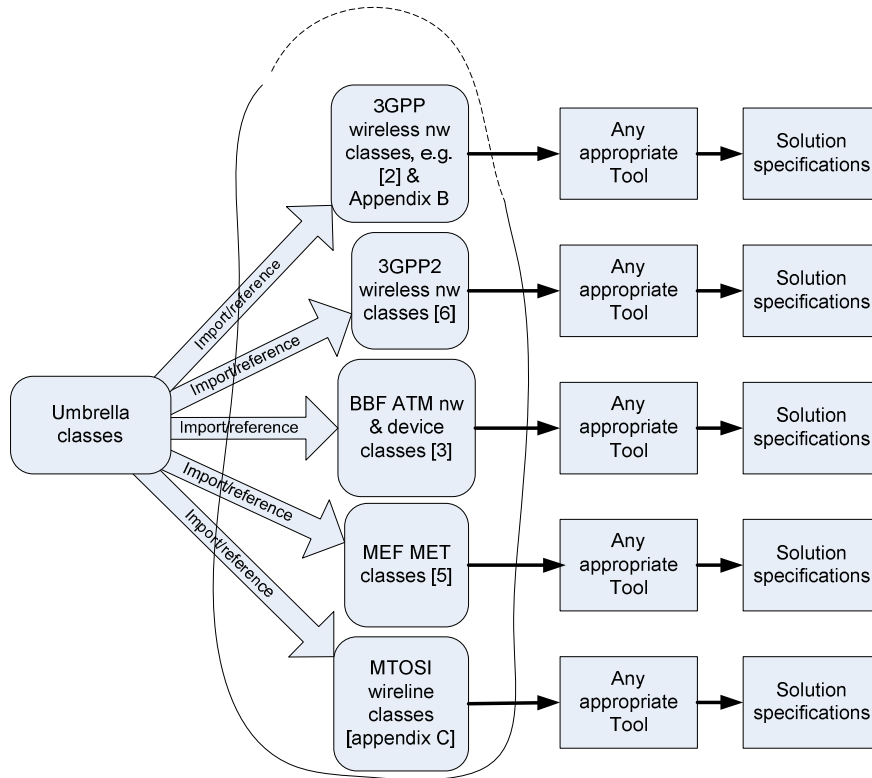 3GPP
wireless nw
classes, e.g.
[2] &
Appendix B
Any
appropriate
Tool
Solution
specifications
Import/reference
3GPP2
wireless nw
classes [6]
Any
appropriate
Tool
Solution
specifications
Import/reference
Umbrella
classes
Import/reference
BBF ATM nw
& device
classes [3]
Any
appropriate
Tool
Solution
specifications
Import/reference
MEF MET
classes [5]
Any
appropriate
Tool
Solution
specifications
Import/reference
MTOSI
wireline
classes
[appendix C]
Any
appropriate
Tool
Solution
specifications